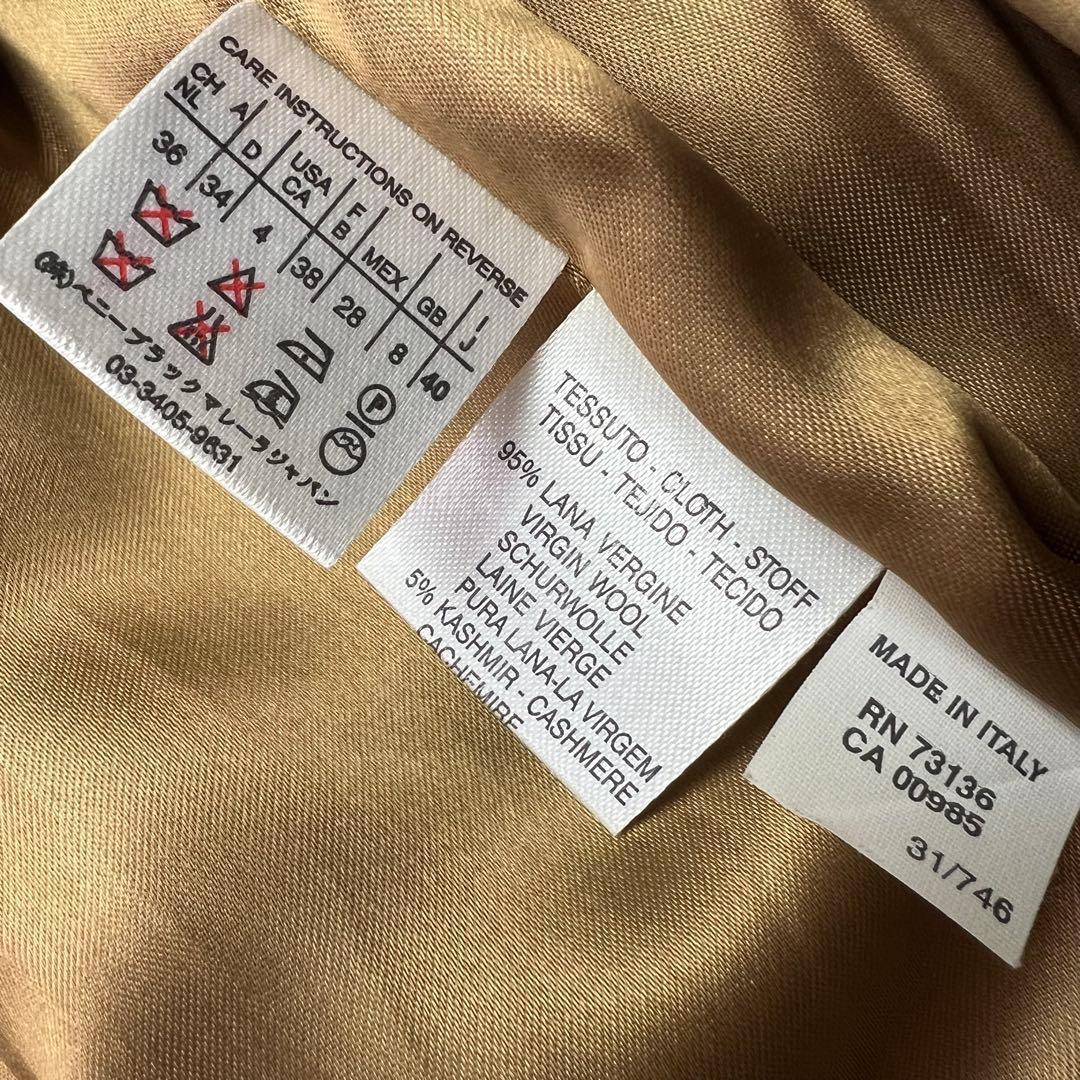 CARE INSTRUCTIONS ON REVERSE
CH A USA F MEX GB I
NL D CA B J
36 34 4 38 28 8 40
P
(株)ペニーブラックマレーラジャパン
03-3405-9631
TESSUTO - CLOTH - STOFF
TISSU - TEJIDO - TECIDO
95% LANA VERGINE
VIRGIN WOOL
SCHURWOLLE
LAINE VIERGE
PURA LANA-LA VIRGEM
5% KASHMIR - CASHMERE
CACHEMIRE
MADE IN ITALY
RN 73136
CA 00985
31/746